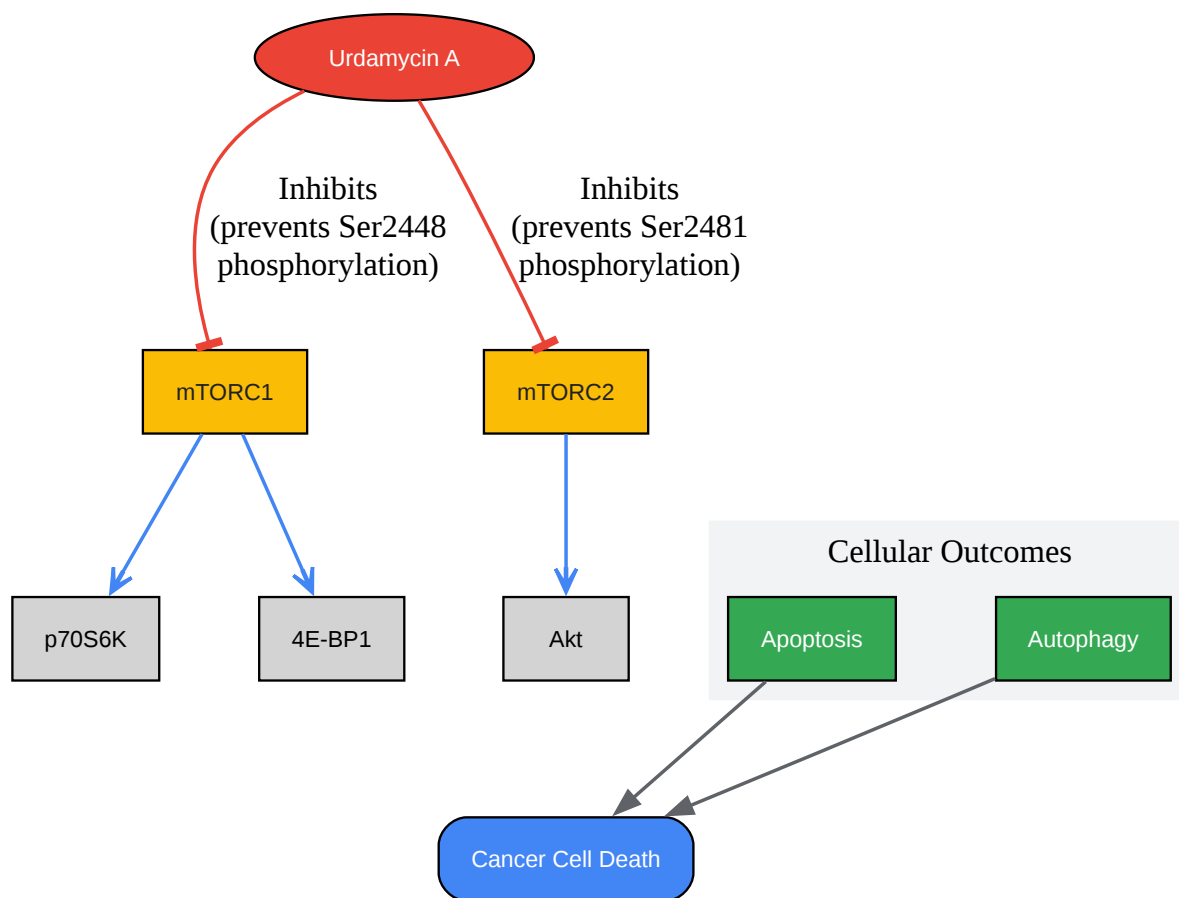 Urdamycin A
Inhibits
(prevents Ser2448
phosphorylation)
Inhibits
(prevents Ser2481
phosphorylation)
mTORC1
mTORC2
Cellular Outcomes
p70S6K
4E-BP1
Akt
Apoptosis
Autophagy
Cancer Cell Death